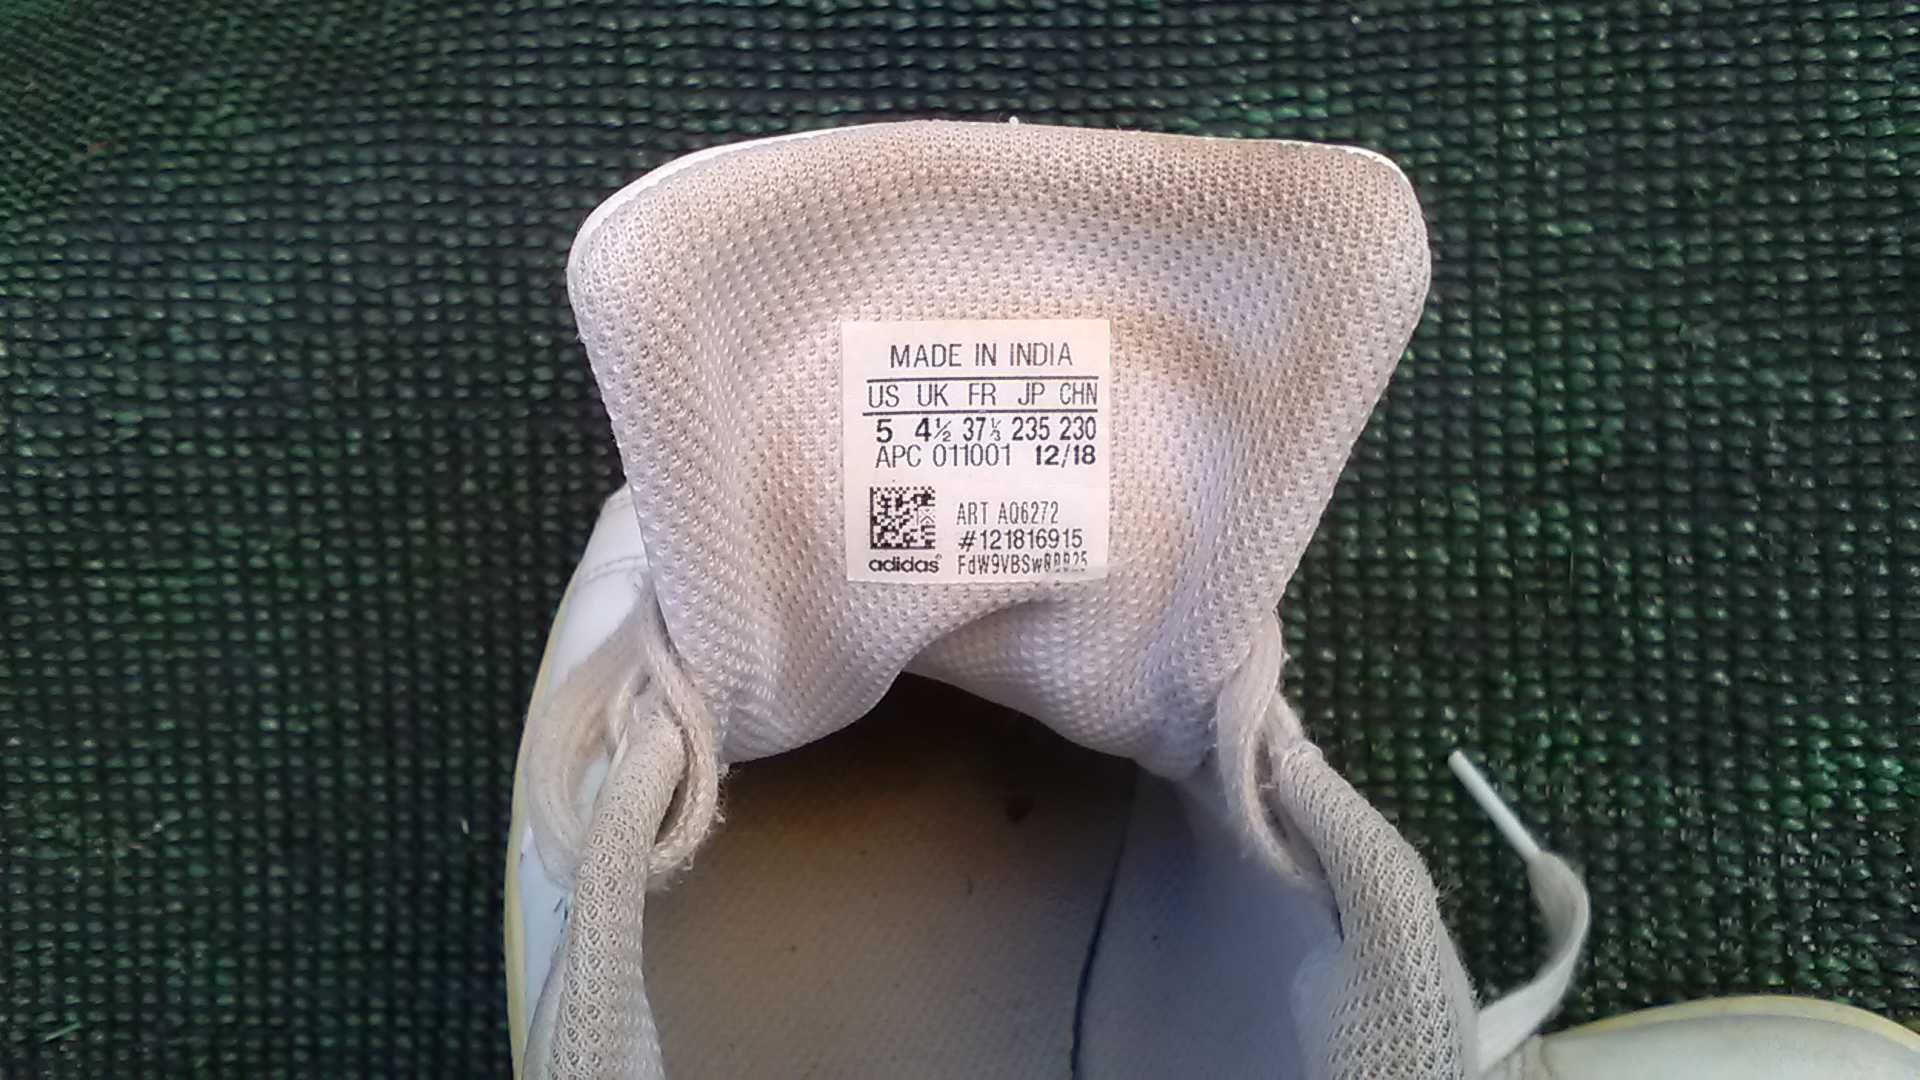 MADE IN INDIA
US UK FR JP CHN
5 4½ 37⅓ 235 230
APC 011001 12/18
ART AQ6272
#121816915
adidas®